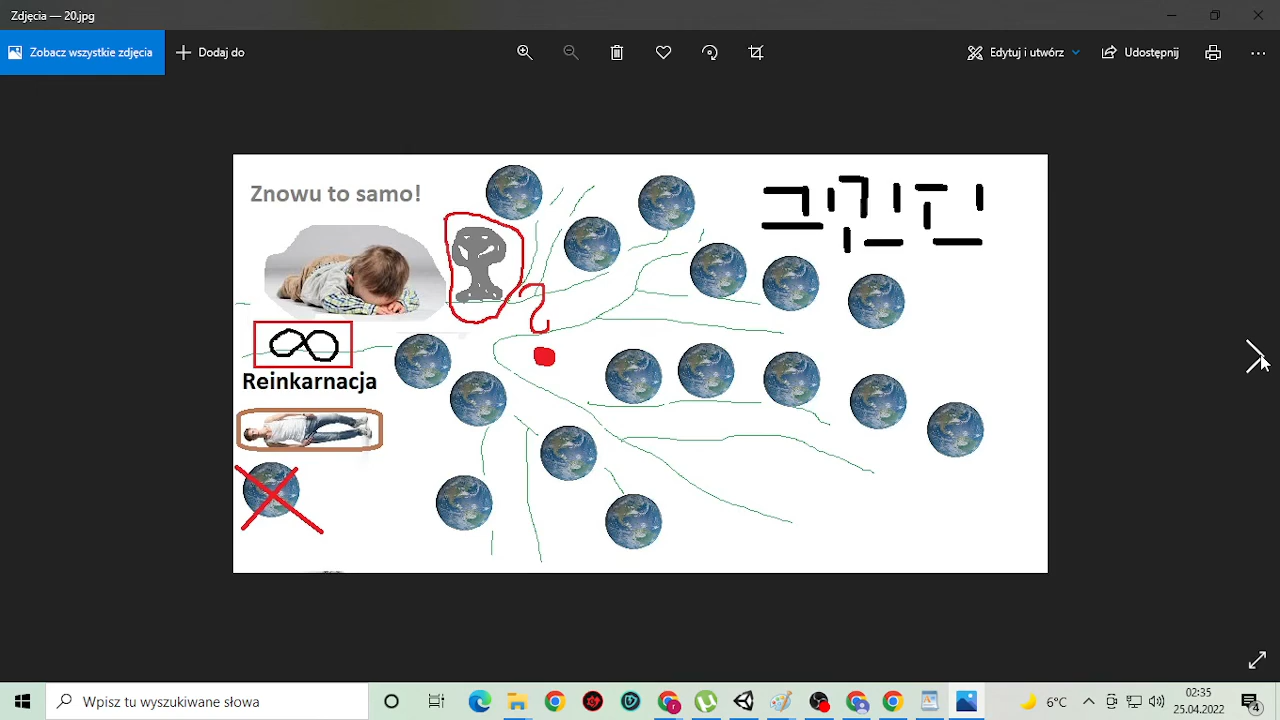 Zdjęcia — 20.jpg
Zobacz wszystkie zdjęcia
Dodaj do
Edytuj i utwórz
Udostępnij
Znowu to samo!
?
Reinkarnacja
Wpisz tu wyszukiwane słowa
6°C
02:35
25.04.2022
4